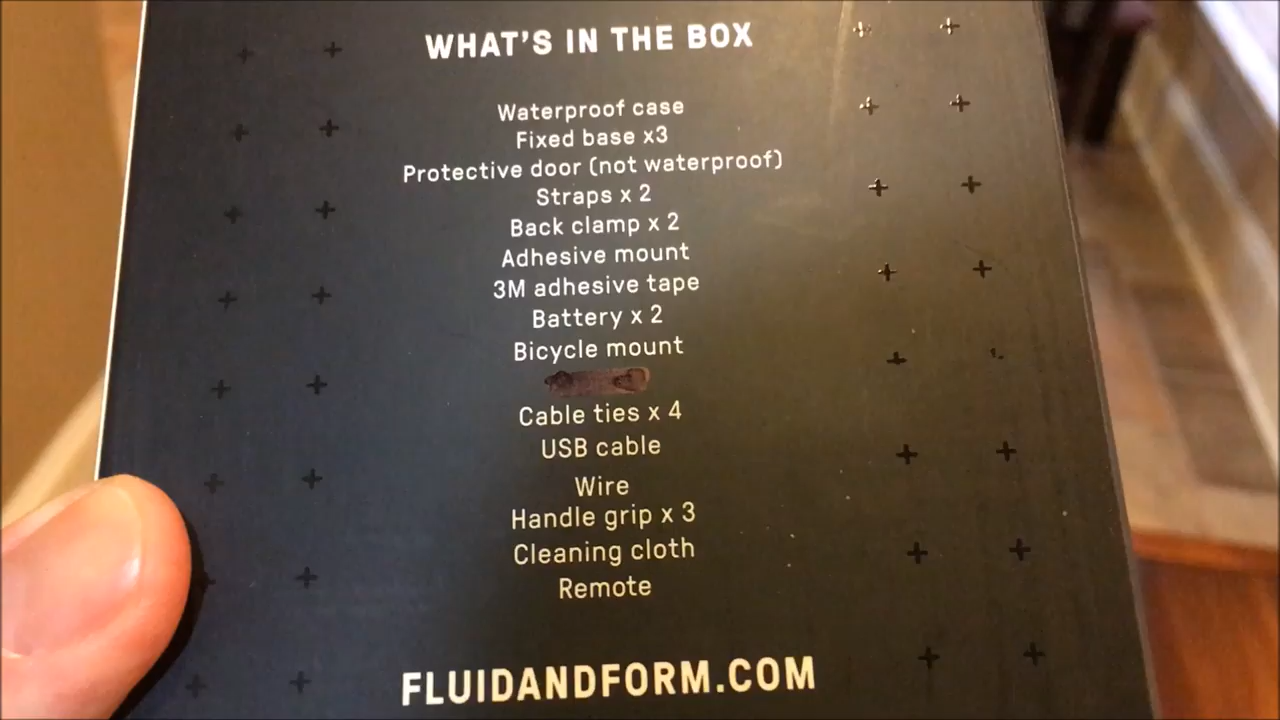 WHAT'S IN THE BOX
Waterproof case
Fixed base x3
Protective door (not waterproof)
Straps x 2
Back clamp x 2
Adhesive mount
3M adhesive tape
Battery x 2
Bicycle mount
Cable ties x 4
USB cable
Wire
Handle grip x 3
Cleaning cloth
Remote
FLUIDANDFORM.COM